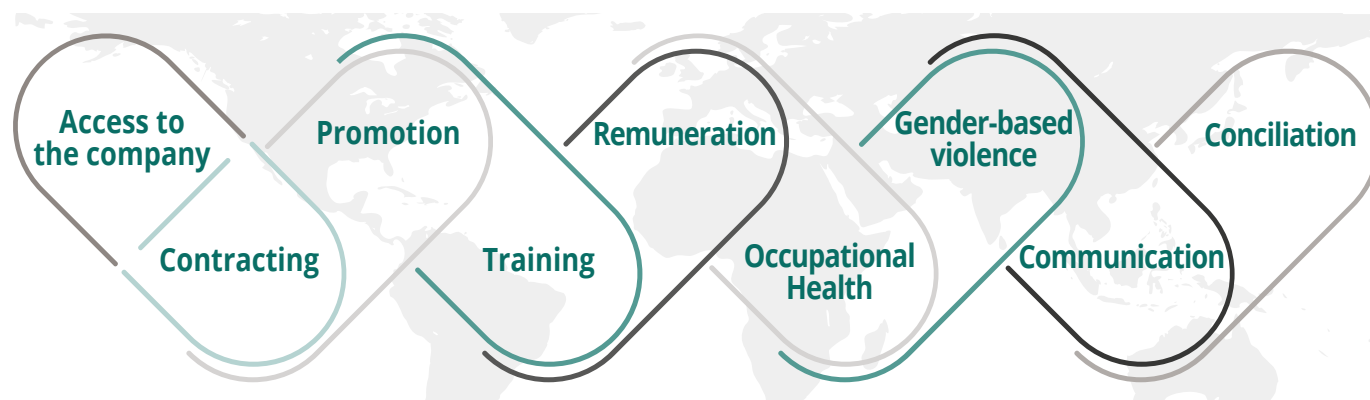 Access to
the company
Contracting
Promotion
Training
Remuneration
Occupational
Health
Gender-based
violence
Communication
Conciliation